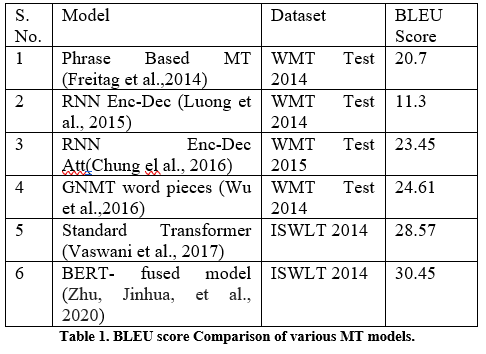 S. No. Model Dataset BLEU Score
1 Phrase Based MT (Freitag et al.,2014) WMT Test 2014 20.7
2 RNN Enc-Dec (Luong et al., 2015) WMT Test 2014 11.3
3 RNN Enc-Dec Att(Chung el al., 2016) WMT Test 2015 23.45
4 GNMT word pieces (Wu et al.,2016) WMT Test 2014 24.61
5 Standard Transformer (Vaswani et al., 2017) ISWLT 2014 28.57
6 BERT- fused model (Zhu, Jinhua, et al., 2020) ISWLT 2014 30.45
Table 1. BLEU score Comparison of various MT models.